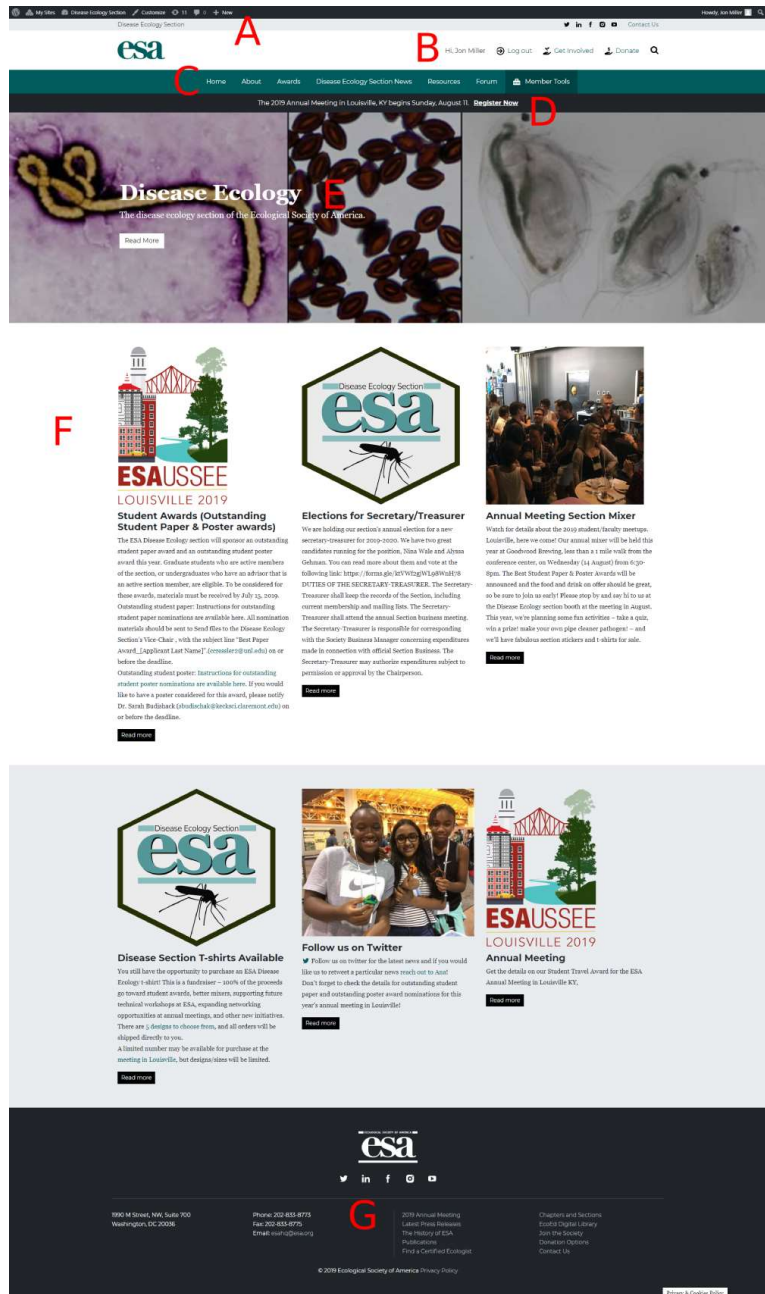 My Sites Disease Ecology Section Customize 11 0 New Howdy, Jon Miller
A
Disease Ecology Section Contact Us
esa
B
Hi, Jon Miller Log out Get Involved Donate
C
Home About Awards Disease Ecology Section News Resources Forum Member Tools
The 2019 Annual Meeting in Louisville, KY begins Sunday, August 11. Register Now
D
E
Disease Ecology
The disease ecology section of the Ecological Society of America.
Read More
F
ESAUSSEE
LOUISVILLE 2019
Student Awards (Outstanding
Student Paper & Poster awards)
The ESA Disease Ecology section will sponsor an outstanding
student paper award and an outstanding student poster
award this year. Graduate students who are active members
of the section, or undergraduates who have an advisor that is
an active section member, are eligible. To be considered for
these awards, materials must be received by July 15, 2019.
Outstanding student paper: Instructions for outstanding
student paper nominations are available here. All nomination
materials should be sent to Send files to the Disease Ecology
Section's Vice-Chair , with the subject line "Best Paper
Award_[Applicant Last Name]".(cressler2@unl.edu) on or
before the deadline.
Outstanding student poster: Instructions for outstanding
student poster nominations are available here. If you would
like to have a poster considered for this award, please notify
Dr. Sarah Budischack (sbudischak@kecksci.claremont.edu) on
or before the deadline.
Read more
Disease Ecology Section
esa
Elections for Secretary/Treasurer
We are holding our section's annual election for a new
secretary-treasurer for 2019-2020. We have two great
candidates running for the position, Nina Wale and Alyssa
Gehman. You can read more about them and vote at the
following link:
DUTIES OF THE SECRETARY-TREASURER. The Secretary-
Treasurer shall keep the records of the Section, including
current membership and mailing lists. The Secretary-
Treasurer shall attend the annual Section business meeting.
The Secretary-Treasurer is responsible for corresponding
with the Society Business Manager concerning expenditures
made in connection with official Section Business. The
Secretary-Treasurer may authorize expenditures subject to
permission or approval by the Chairperson.
Read more
Annual Meeting Section Mixer
Watch for details about the 2019 student/faculty meetups.
Louisville, here we come! Our annual mixer will be held this
year at Goodwood Brewing, less than a 1 mile walk from the
conference center, on Wednesday (14 August) from 6:30-
8pm. The Best Student Paper & Poster Awards will be
announced and the food and drink on offer should be great,
so be sure to join us early! Please stop by and say hi to us at
the Disease Ecology section booth at the meeting in August.
This year, we're planning some fun activities – take a quiz,
win a prize! make your own pipe cleaner pathogen! – and
we'll have fabulous section stickers and t-shirts for sale.
Read more
Disease Ecology Section
esa
Disease Section T-shirts Available
You still have the opportunity to purchase an ESA Disease
Ecology t-shirt! This is a fundraiser – 100% of the proceeds
go toward student awards, better mixers, supporting future
technical workshops at ESA, expanding networking
opportunities at annual meetings, and other new initiatives.
There are 5 designs to choose from, and all orders will be
shipped directly to you.
A limited number may be available for purchase at the
meeting in Louisville, but designs/sizes will be limited.
Read more
Follow us on Twitter
Follow us on twitter for the latest news and if you would
like us to retweet a particular news reach out to Ana!
Don't forget to check the details for outstanding student
paper and outstanding poster award nominations for this
year's annual meeting in Louisville!
Read more
ESAUSSEE
LOUISVILLE 2019
Annual Meeting
Get the details on our Student Travel Award for the ESA
Annual Meeting in Louisville KY,
Read more
ECOLOGICAL SOCIETY OF AMERICA
esa
G
1990 M Street, NW, Suite 700
Washington, DC 20036
Phone: 202-833-8773
Fax: 202-833-8775
Email: esahq@esa.org
2019 Annual Meeting
Latest Press Releases
The History of ESA
Publications
Find a Certified Ecologist
Chapters and Sections
EcoEd Digital Library
Join the Society
Donation Options
Contact Us
© 2019 Ecological Society of America Privacy Policy
Privacy & Cookies Policy